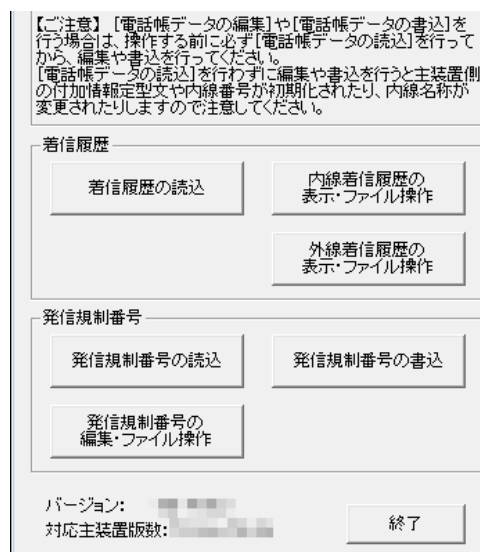 【ご注意】 [電話帳データの編集]や[電話帳データの書込]を
行う場合は、操作する前に必ず[電話帳データの読込]を行って
から、編集や書込を行ってください。
[電話帳データの読込]を行わずに編集や書込を行うと主装置側
の付加情報定型文や内線番号が初期化されたり、内線名称が
変更されたりしますので注意してください。
着信履歴
着信履歴の読込
内線着信履歴の
表示・ファイル操作
外線着信履歴の
表示・ファイル操作
発信規制番号
発信規制番号の読込
発信規制番号の書込
発信規制番号の
編集・ファイル操作
バージョン:
対応主装置版数:
終了